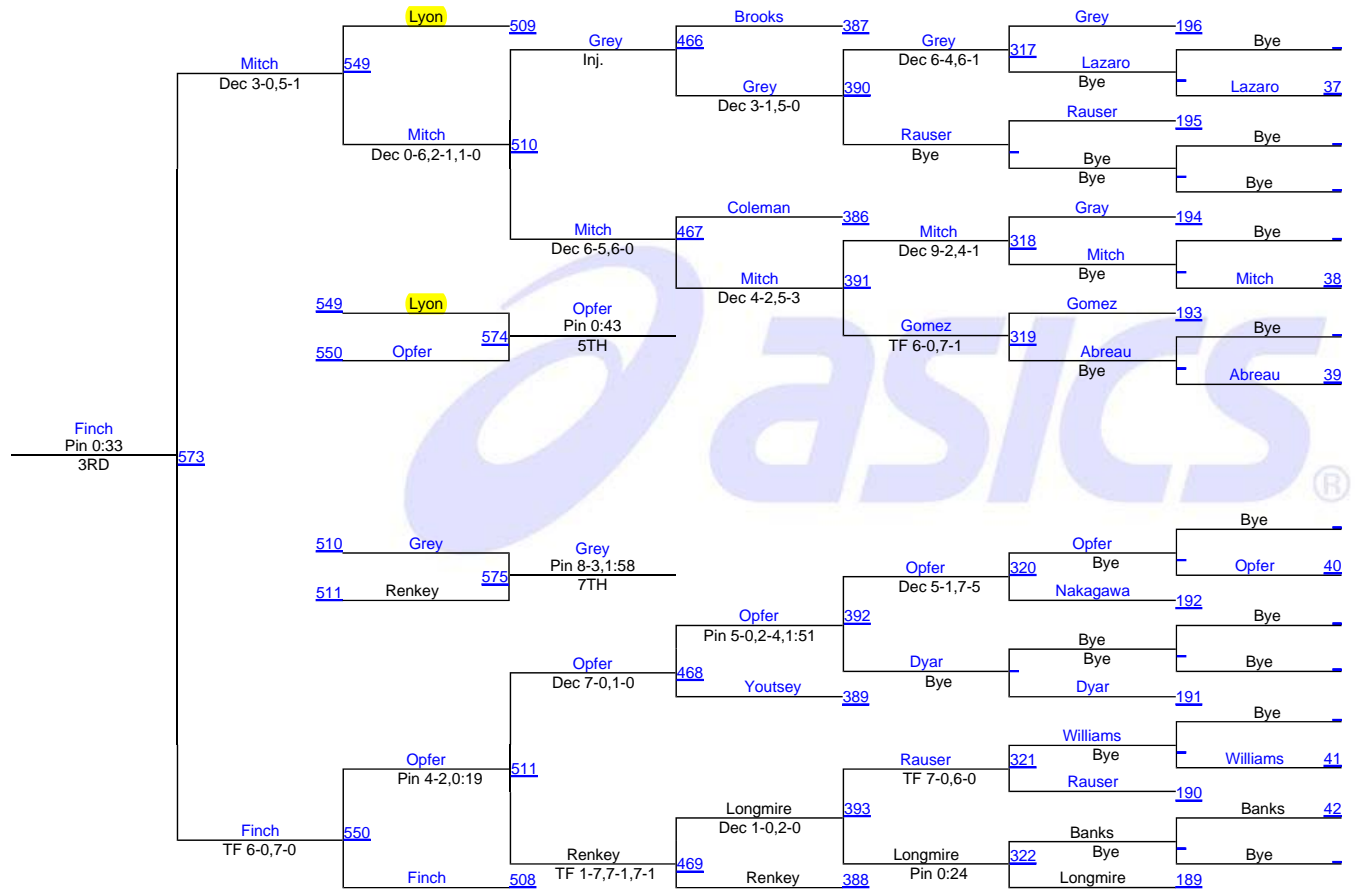 Lyon
509
Brooks
387
Grey
196
Bye
Mitch
549
Dec 3-0,5-1
Grey
466
Inj.
Grey
317
Dec 6-4,6-1
Lazaro
Bye
Lazaro 37
Grey
390
Dec 3-1,5-0
Rauser
195
Mitch
510
Dec 0-6,2-1,1-0
Rauser
Bye
Bye
Bye
Bye
Bye
Mitch
467
Dec 6-5,6-0
Coleman
386
Mitch
318
Dec 9-2,4-1
Gray
194
Bye
Mitch
Bye
Mitch 38
Mitch
391
Dec 4-2,5-3
549 Lyon
574
550 Opfer
Opfer
Pin 0:43
5TH
Gomez
319
TF 6-0,7-1
Gomez
193
Bye
Abreau
Bye
Abreau 39
asics®
Finch
Pin 0:33
3RD
573
510 Grey
575
511 Renkey
Grey
Pin 8-3,1:58
7TH
Bye
Opfer
Bye
Opfer 40
Opfer
320
Dec 5-1,7-5
Nakagawa
192
Opfer
392
Pin 5-0,2-4,1:51
Bye
Bye
Bye
Bye
Opfer
468
Dec 7-0,1-0
Youtsey
389
Dyar
Bye
Dyar
191
Bye
Williams
Bye
Williams 41
Opfer
511
Pin 4-2,0:19
Rauser
321
TF 7-0,6-0
Rauser
190
Longmire
393
Dec 1-0,2-0
Banks 42
Banks
Bye
Bye
Finch
550
TF 6-0,7-0
Renkey
469
TF 1-7,7-1,7-1
Longmire
322
Pin 0:24
Finch
508
Renkey
388
Longmire
189